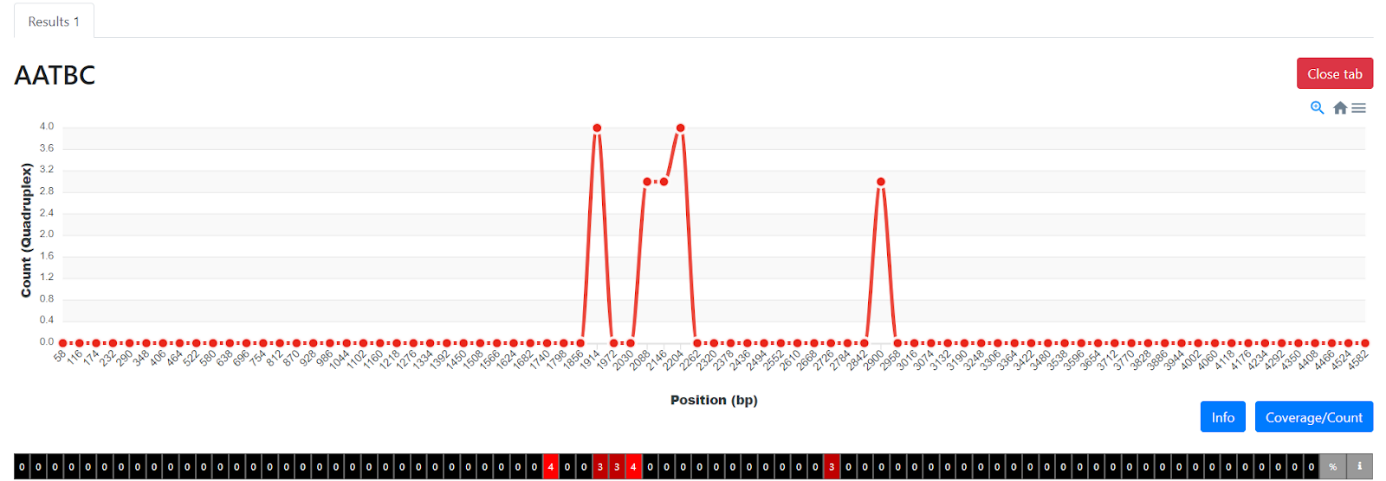 Results 1
AATBC
Close tab
4.0
3.6
3.2
2.8
2.4
2.0
1.6
1.2
0.8
0.4
0.0
Count (Quadruplex)
58 116 174 232 290 348 406 464 522 580 638 696 754 812 870 928 986 1044 1102 1160 1218 1276 1334 1392 1450 1508 1566 1624 1682 1740 1798 1856 1914 1972 2030 2088 2146 2204 2262 2320 2378 2436 2494 2552 2610 2668 2726 2784 2842 2900 2958 3016 3074 3132 3190 3248 3306 3364 3422 3480 3538 3596 3654 3712 3770 3828 3886 3944 4002 4060 4118 4176 4234 4292 4350 4408 4466 4524 4582
Position (bp)
Info Coverage/Count
0 0 0 0 0 0 0 0 0 0 0 0 0 0 0 0 0 0 0 0 0 0 0 0 0 0 0 0 0 0 0 0 4 0 0 3 3 4 0 0 0 0 0 0 0 0 0 0 0 3 0 0 0 0 0 0 0 0 0 0 0 0 0 0 0 0 0 0 0 0 0 0 0 0 0 0 0 0 0 % i